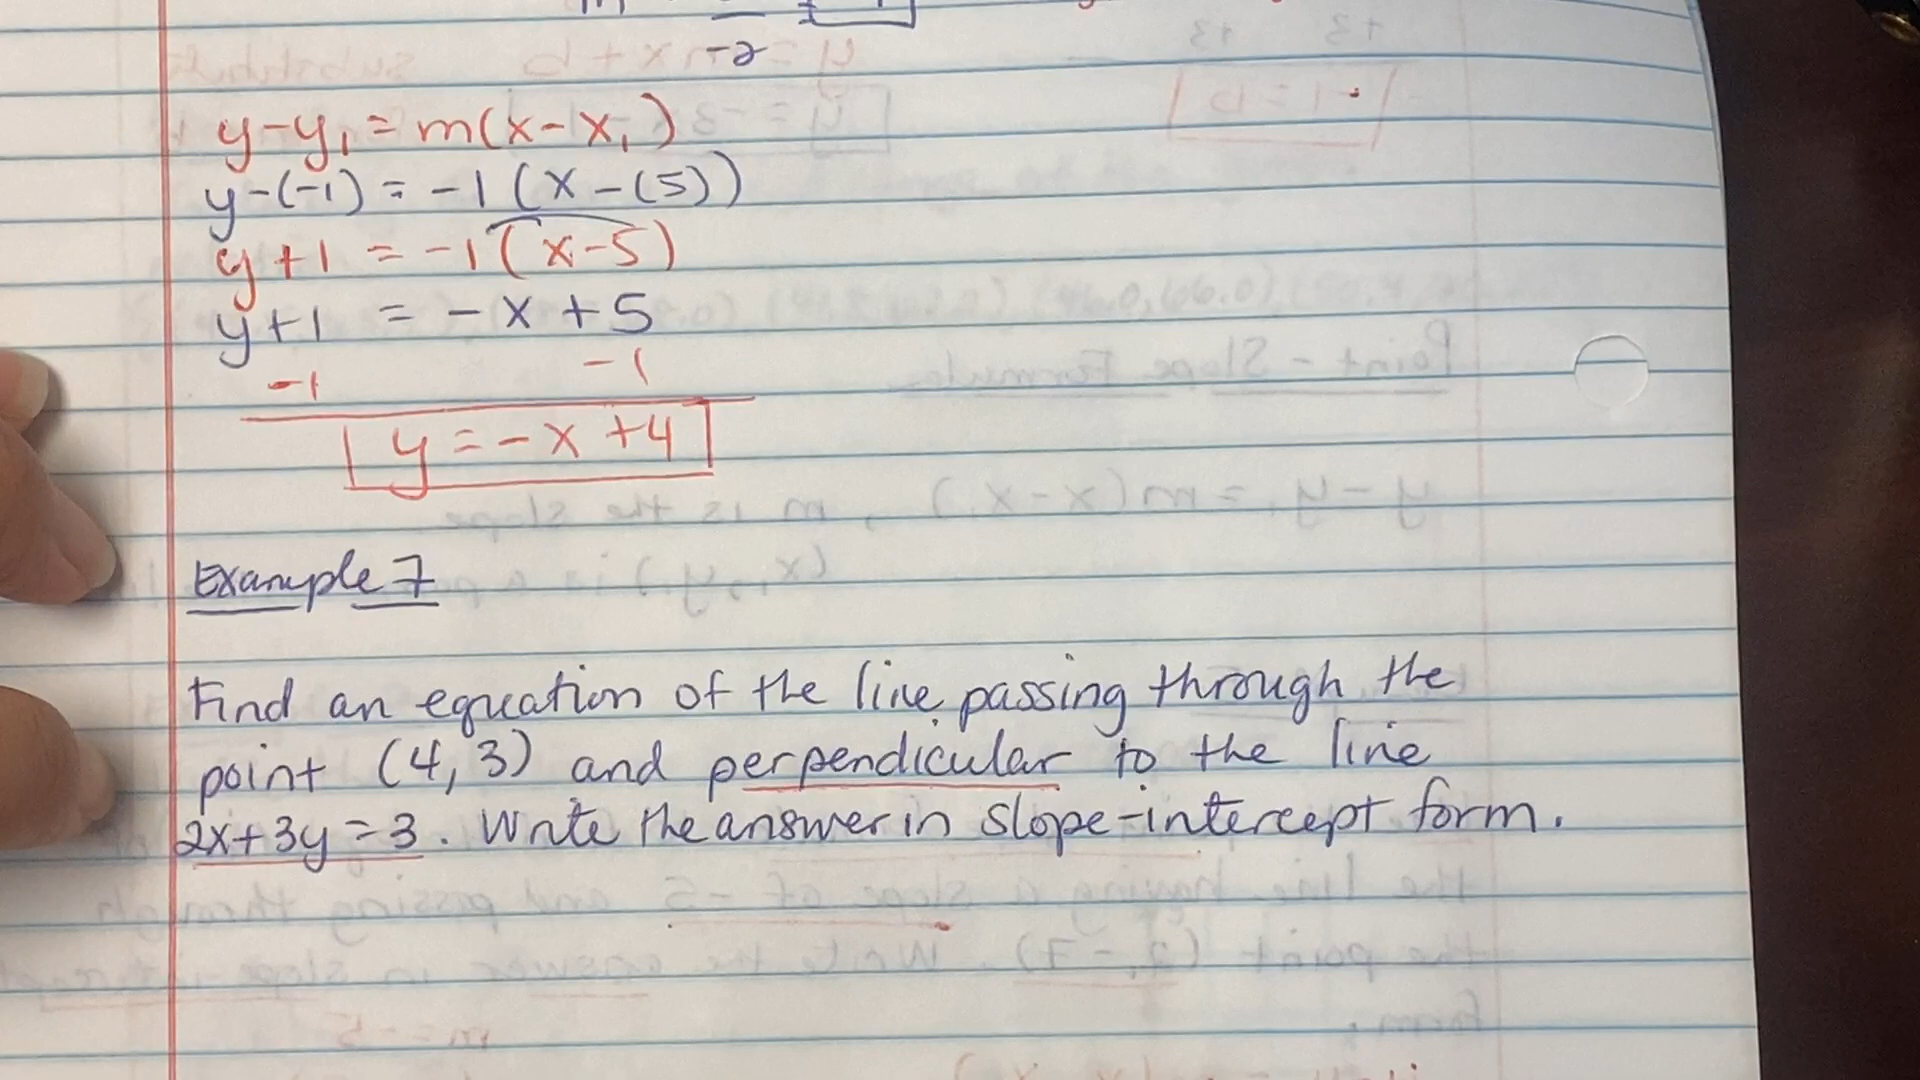 -2
y-y₁ = m(x-x₁)
y-(-1) = -1(x-(5))
y+1 = -1(x-5)
y+1 = -x+5
-1 -1
y = -x+4
Example 7
Find an equation of the line passing through the
point (4,3) and perpendicular to the line
2x+3y=3. Write the answer in slope-intercept form.